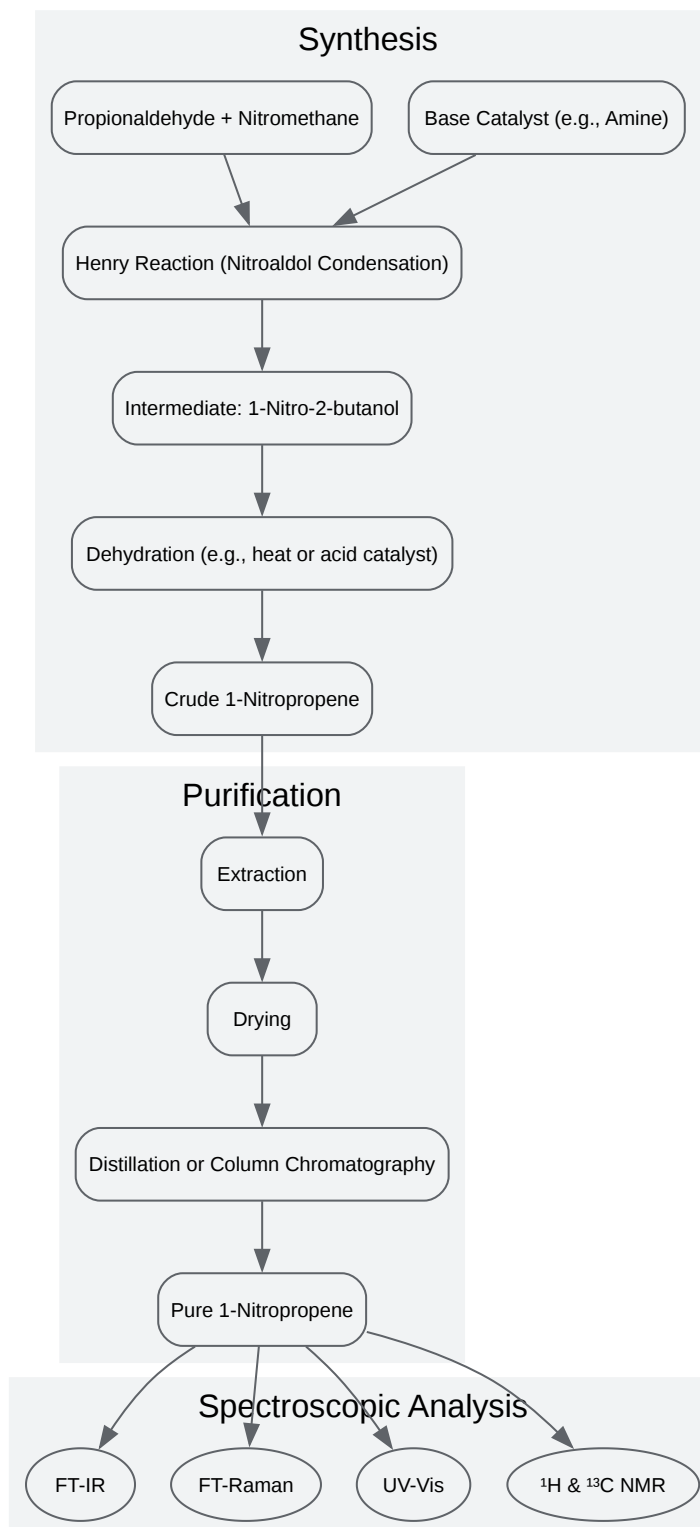 Synthesis
Propionaldehyde + Nitromethane
Base Catalyst (e.g., Amine)
Henry Reaction (Nitroaldol Condensation)
Intermediate: 1-Nitro-2-butanol
Dehydration (e.g., heat or acid catalyst)
Crude 1-Nitropropene
Purification
Extraction
Drying
Distillation or Column Chromatography
Pure 1-Nitropropene
Spectroscopic Analysis
FT-IR
FT-Raman
UV-Vis
¹H & ¹³C NMR